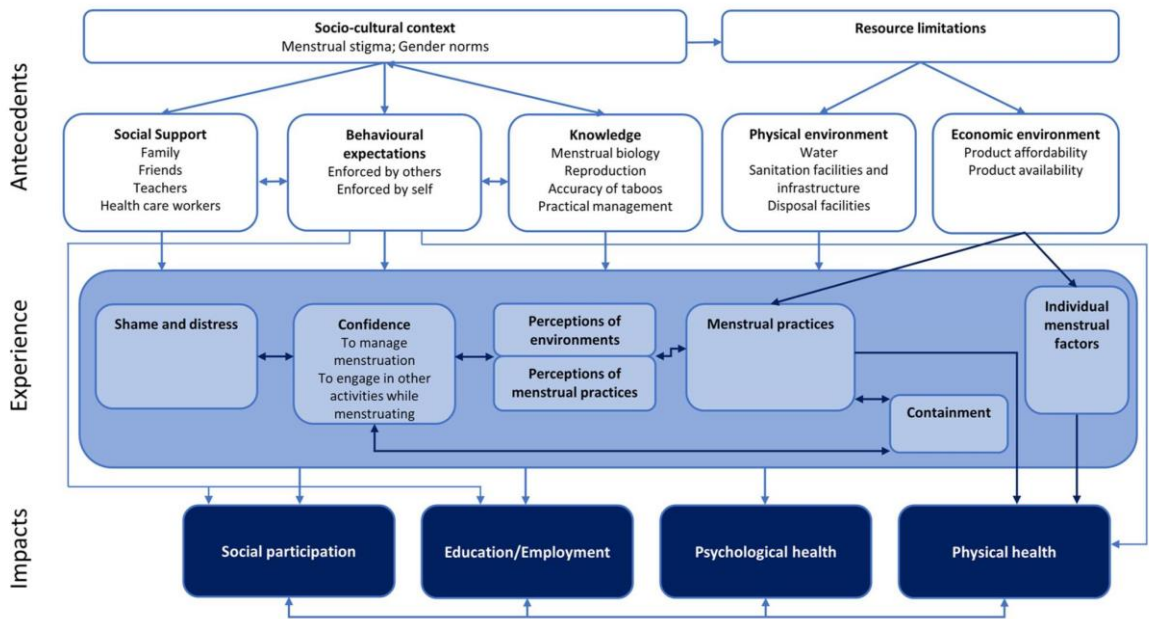 Antecedents
Socio-cultural context
Menstrual stigma; Gender norms
Resource limitations
Social Support
Family
Friends
Teachers
Health care workers
Behavioural
expectations
Enforced by others
Enforced by self
Knowledge
Menstrual biology
Reproduction
Accuracy of taboos
Practical management
Physical environment
Water
Sanitation facilities and
infrastructure
Disposal facilities
Economic environment
Product affordability
Product availability
Experience
Shame and distress
Confidence
To manage
menstruation
To engage in other
activities while
menstruating
Perceptions of
environments
Perceptions of
menstrual practices
Menstrual practices
Containment
Individual
menstrual
factors
Impacts
Social participation
Education/Employment
Psychological health
Physical health